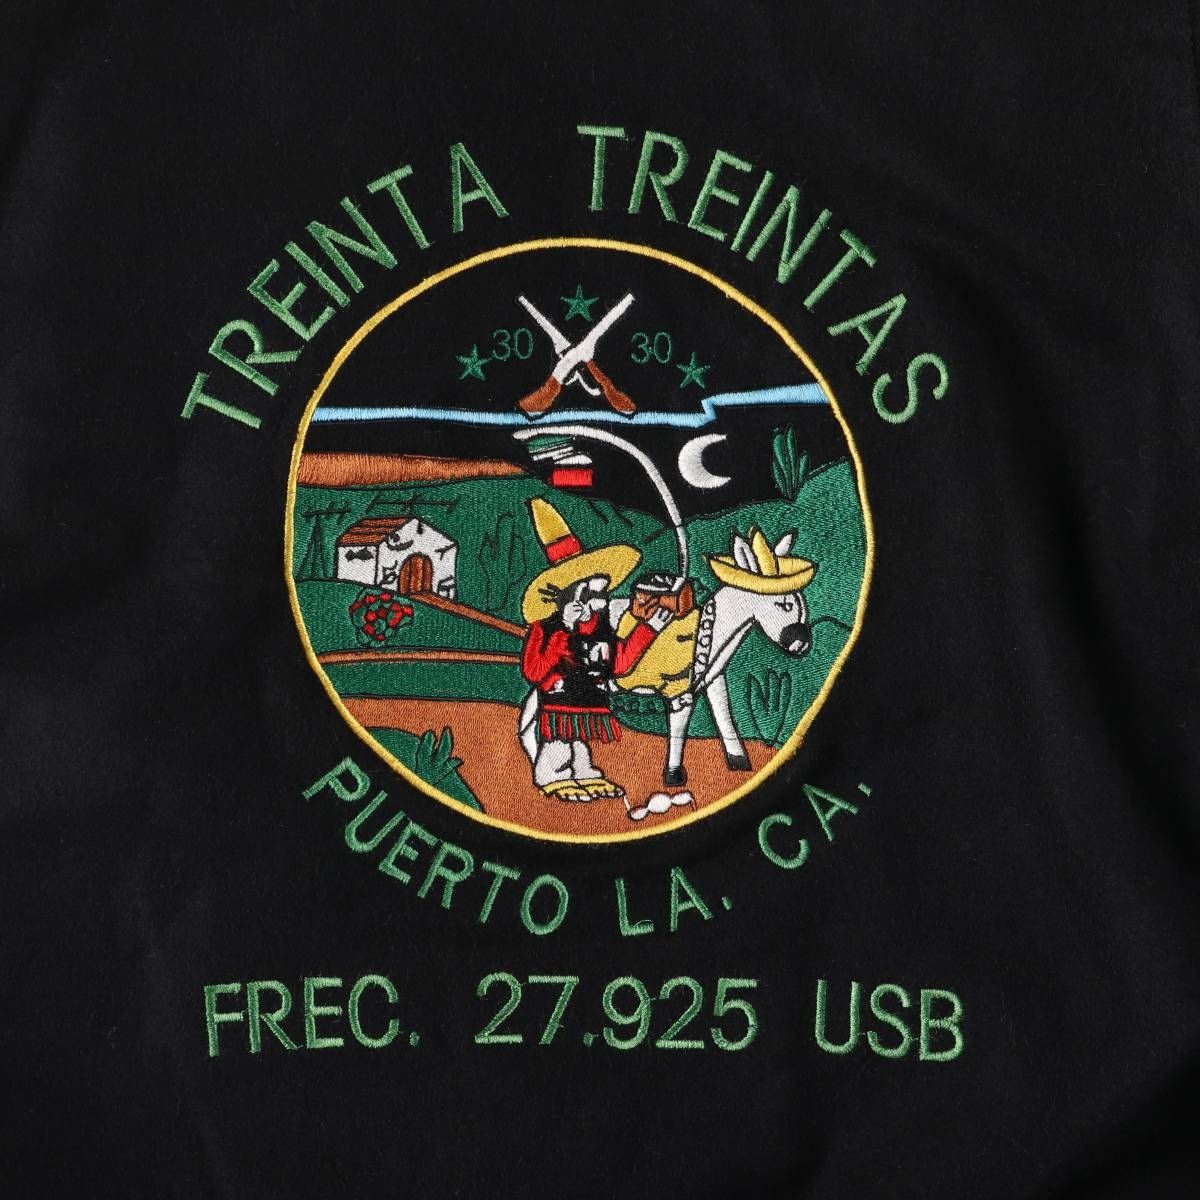 TREINTA TREINTAS
30 30
PUERTO LA. CA.
FREC. 27.925 USB